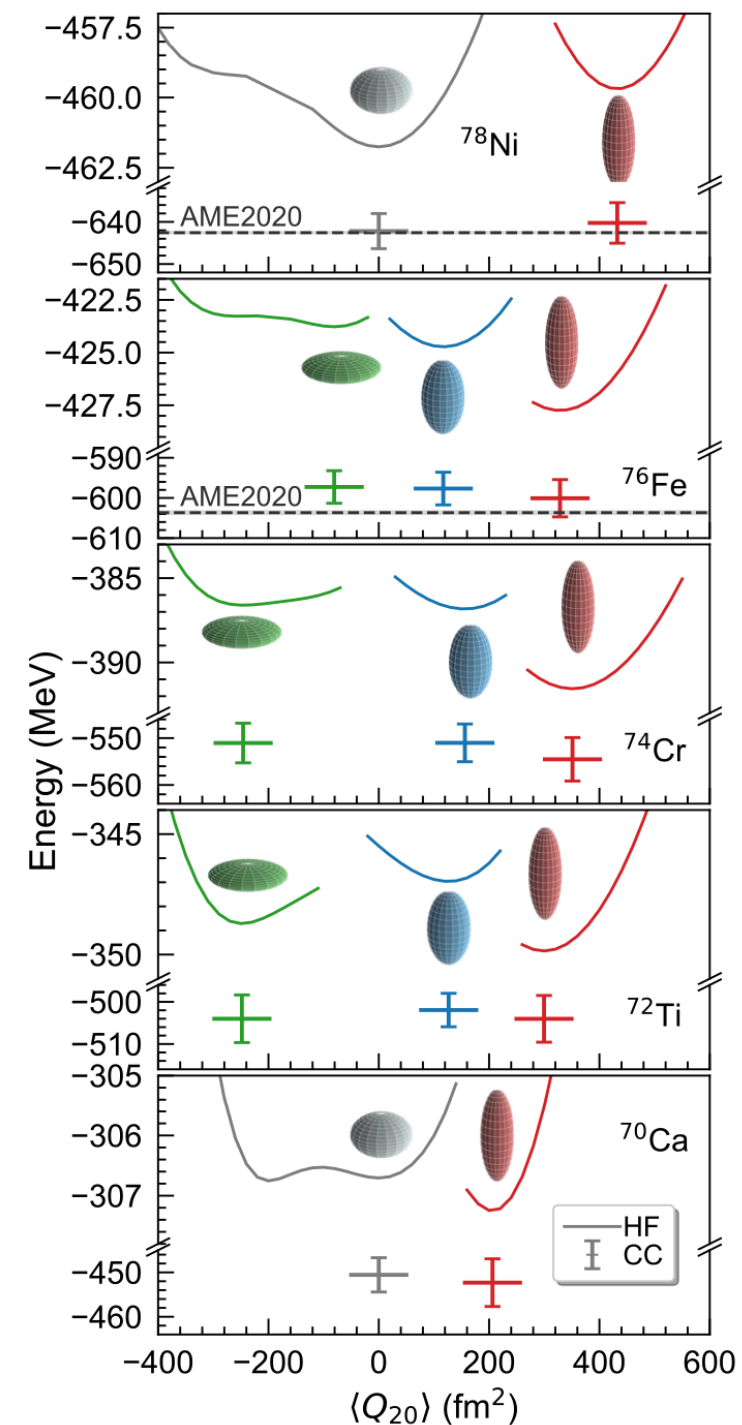 Energy (MeV)
−457.5
−460.0
−462.5
−640
−650
⁷⁸Ni
AME2020
−422.5
−425.0
−427.5
−590
−600
−610
⁷⁶Fe
AME2020
−385
−390
−550
−560
⁷⁴Cr
−345
−350
−500
−510
⁷²Ti
−305
−306
−307
−450
−460
⁷⁰Ca
HF
CC
−400 −200 0 200 400 600
⟨Q₂₀⟩ (fm²)